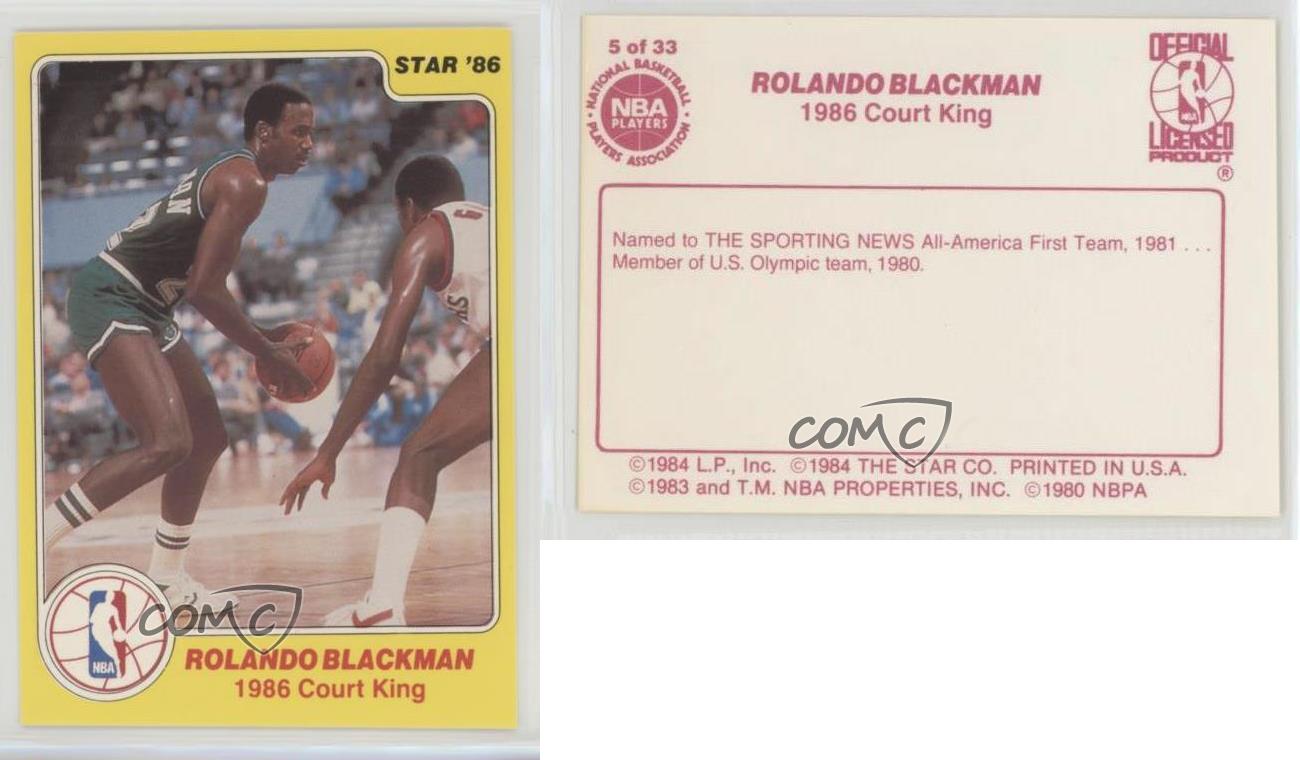 STAR '86
NBA
COMC
ROLANDO BLACKMAN
1986 Court King
5 of 33
NATIONAL BASKETBALL
NBA
PLAYERS
PLAYERS ASSOCIATION
ROLANDO BLACKMAN
1986 Court King
OFFICIAL
NBA
LICENSED
PRODUCT
®
Named to THE SPORTING NEWS All-America First Team, 1981 . . .
Member of U.S. Olympic team, 1980.
COMC
©1984 L.P., Inc. ©1984 THE STAR CO. PRINTED IN U.S.A.
©1983 and T.M. NBA PROPERTIES, INC. ©1980 NBPA